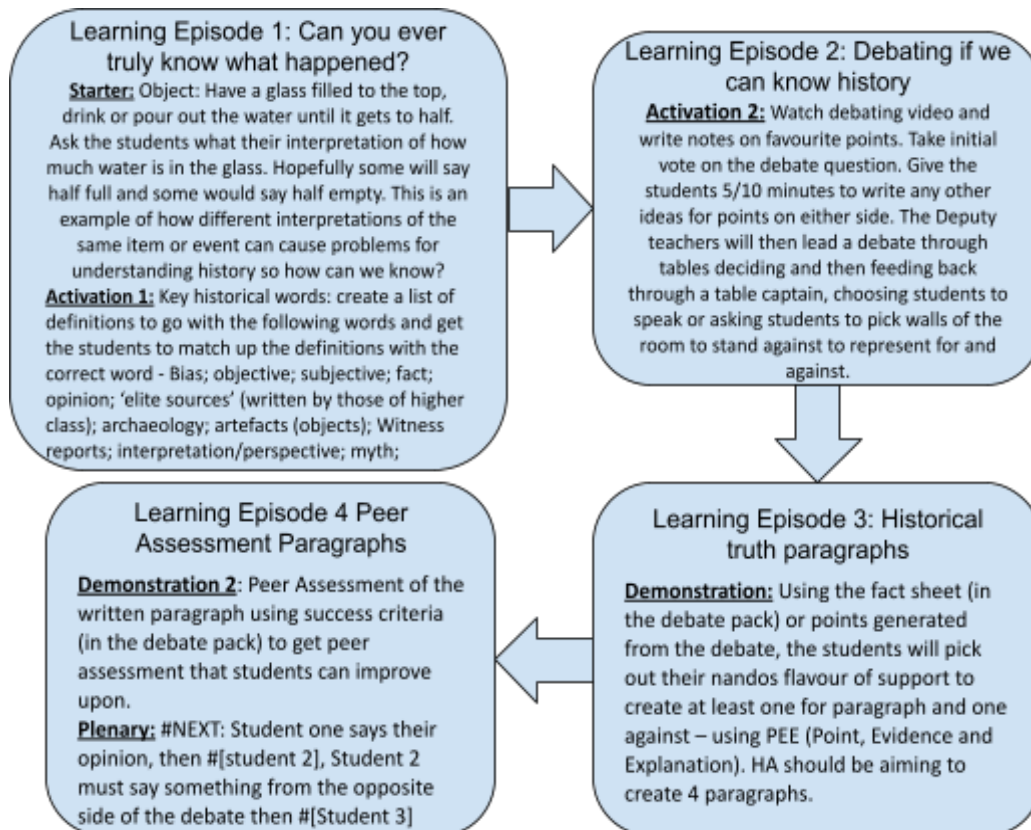 Learning Episode 1: Can you ever
truly know what happened?
Starter: Object: Have a glass filled to the top,
drink or pour out the water until it gets to half.
Ask the students what their interpretation of how
much water is in the glass. Hopefully some will say
half full and some would say half empty. This is an
example of how different interpretations of the
same item or event can cause problems for
understanding history so how can we know?
Activation 1: Key historical words: create a list of
definitions to go with the following words and get
the students to match up the definitions with the
correct word - Bias; objective; subjective; fact;
opinion; ‘elite sources’ (written by those of higher
class); archaeology; artefacts (objects); Witness
reports; interpretation/perspective; myth;
Learning Episode 2: Debating if we
can know history
Activation 2: Watch debating video and
write notes on favourite points. Take initial
vote on the debate question. Give the
students 5/10 minutes to write any other
ideas for points on either side. The Deputy
teachers will then lead a debate through
tables deciding and then feeding back
through a table captain, choosing students to
speak or asking students to pick walls of the
room to stand against to represent for and
against.
Learning Episode 3: Historical
truth paragraphs
Demonstration: Using the fact sheet (in
the debate pack) or points generated
from the debate, the students will pick
out their nandos flavour of support to
create at least one for paragraph and one
against – using PEE (Point, Evidence and
Explanation). HA should be aiming to
create 4 paragraphs.
Learning Episode 4 Peer
Assessment Paragraphs
Demonstration 2: Peer Assessment of the
written paragraph using success criteria
(in the debate pack) to get peer
assessment that students can improve
upon.
Plenary: #NEXT: Student one says their
opinion, then #[student 2], Student 2
must say something from the opposite
side of the debate then #[Student 3]